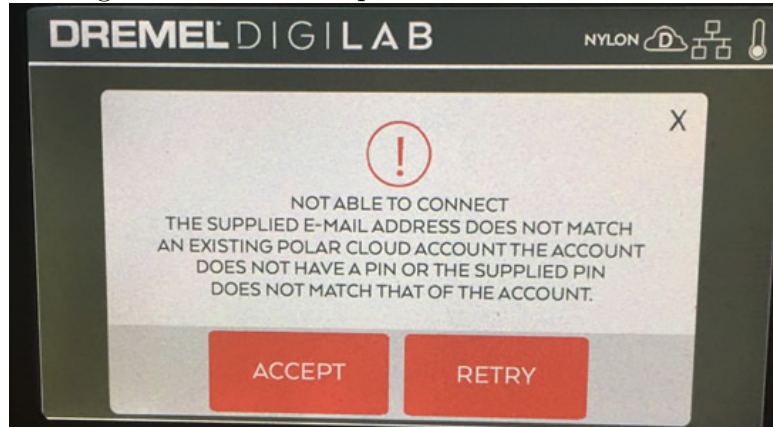 DREMEL DIGILAB
NYLON D
X
!
NOT ABLE TO CONNECT
THE SUPPLIED E-MAIL ADDRESS DOES NOT MATCH
AN EXISTING POLAR CLOUD ACCOUNT THE ACCOUNT
DOES NOT HAVE A PIN OR THE SUPPLIED PIN
DOES NOT MATCH THAT OF THE ACCOUNT.
ACCEPT RETRY